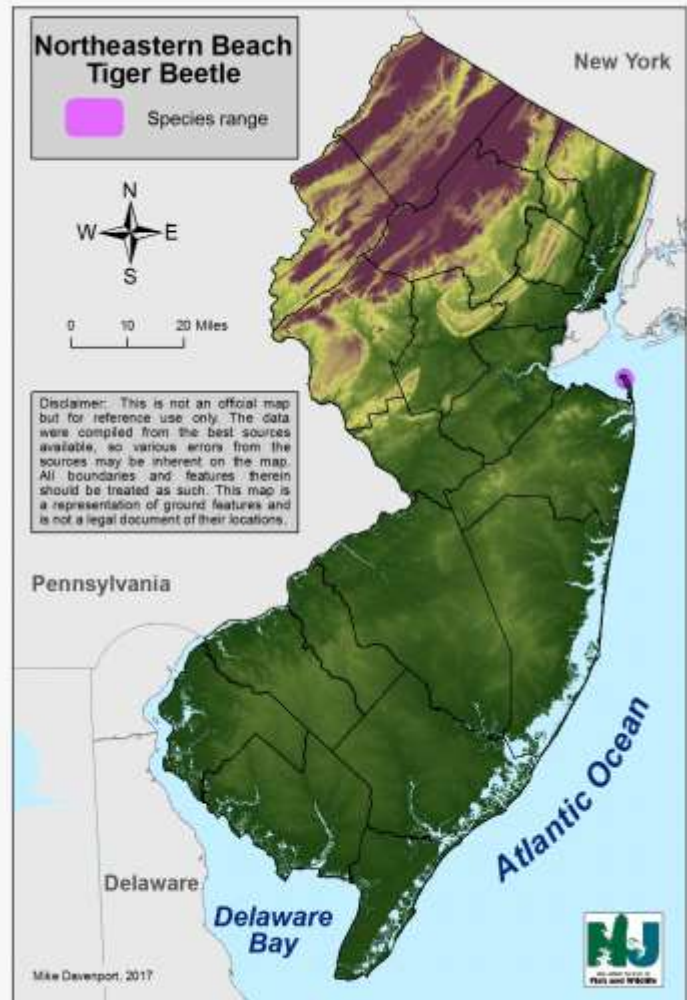 Northeastern Beach
Tiger Beetle
Species range
New York
N
W E
S
0 10 20 Miles
Disclaimer: This is not an official map
but for reference use only. The data
were compiled from the best sources
available, so various errors from the
sources may be inherent on the map.
All boundaries and features therein
should be treated as such. This map is
a representation of ground features and
is not a legal document of their locations.
Pennsylvania
Atlantic Ocean
Delaware
Delaware
Bay
Mike Davenport, 2017
NJ
Fish and Wildlife